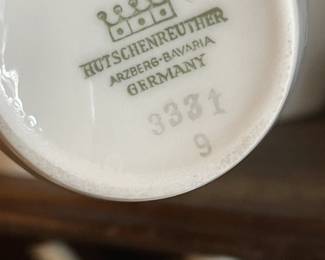 HUTSCHENREUTHER
ARZBERG-BAVARIA
GERMANY
3331
9